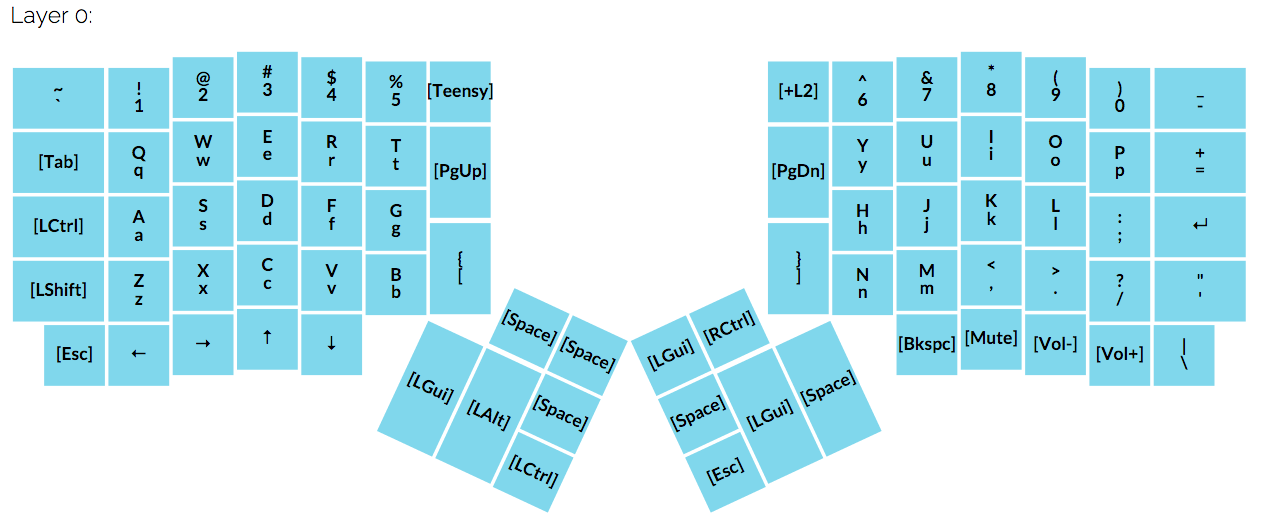 Layer 0:
~ ! @ # $ % [Teensy] [+L2] ^ & * ( ) _
` 1 2 3 4 5 6 7 8 9 0 -
[Tab] Q W E R T [PgUp] [PgDn] Y U I O P +
q w e r t y u i o p =
[LCtrl] A S D F G H J K L : ↵
a s d f g h j k l ;
[LShift] Z X C V B { } N M < > ? "
z x c v b [ ] n m , . / '
[Esc] ← → ↑ ↓ [Bkspc] [Mute] [Vol-] [Vol+] |
\
[Space] [Space] [LGui] [RCtrl]
[LGui] [LAlt] [Space] [Space] [LGui] [Space]
[LCtrl] [Esc]